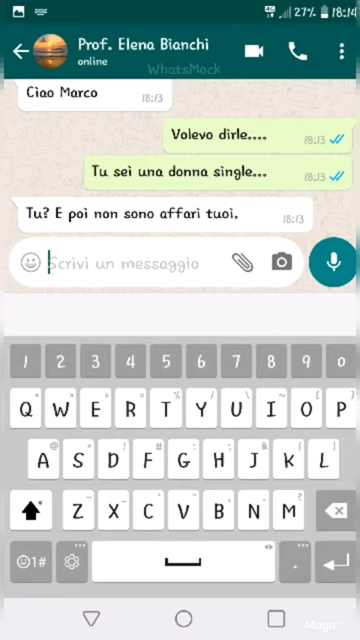 27% 18:14
Prof. Elena Bianchi
online
WhatsMock
Ciao Marco
18:13
Volevo dirle....
18:13
Tu sei una donna single...
18:13
Tu? E poi non sono affari tuoi.
18:13
Scrivi un messaggio
1 2 3 4 5 6 7 8 9 0
Q W E R T Y U I O P
A S D F G H J K L
Z X C V B N M
1#